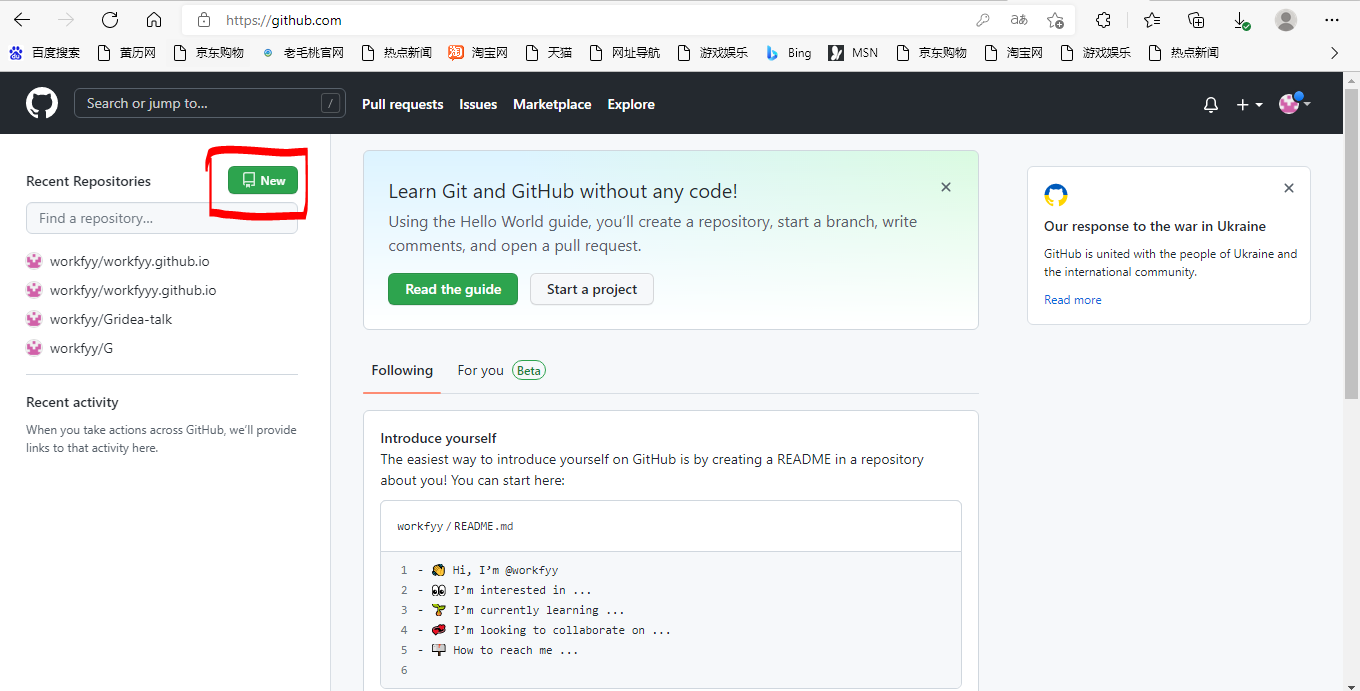 https://github.com
百度搜索 黄历网 京东购物 老毛桃官网 热点新闻 淘宝网 天猫 网址导航 游戏娱乐 Bing MSN 京东购物 淘宝网 游戏娱乐 热点新闻
Search or jump to... / Pull requests Issues Marketplace Explore
Recent Repositories New
Find a repository...
workfyy/workfyy.github.io
workfyy/workfyyy.github.io
workfyy/Gridea-talk
workfyy/G
Recent activity
When you take actions across GitHub, we'll provide
links to that activity here.
Learn Git and GitHub without any code!
Using the Hello World guide, you'll create a repository, start a branch, write
comments, and open a pull request.
Read the guide Start a project
Following For you Beta
Introduce yourself
The easiest way to introduce yourself on GitHub is by creating a README in a repository
about you! You can start here:
workfyy / README.md
1 - 👋 Hi, I'm @workfyy
2 - 👀 I'm interested in ...
3 - 🌱 I'm currently learning ...
4 - 💞️ I'm looking to collaborate on ...
5 - 📫 How to reach me ...
6
Our response to the war in Ukraine
GitHub is united with the people of Ukraine and
the international community.
Read more